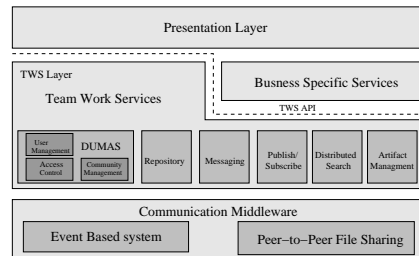 Presentation Layer
TWS Layer
Team Work Services
Busness Specific Services
TWS API
User
Management
DUMAS
Access
Control
Community
Management
Repository
Messaging
Publish/
Subscribe
Distributed
Search
Artifact
Managment
Communication Middleware
Event Based system
Peer−to−Peer File Sharing